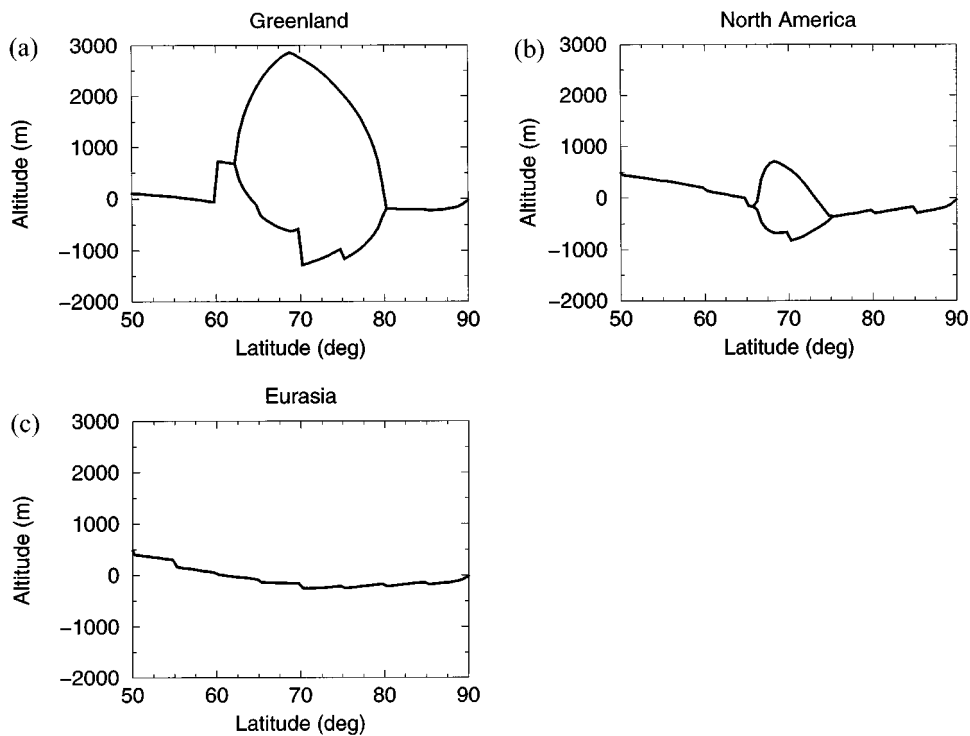 Greenland
(a)
3000
2000
1000
0
−1000
−2000
Altitude (m)
50 60 70 80 90
Latitude (deg)
North America
(b)
3000
2000
1000
0
−1000
−2000
Altitude (m)
50 60 70 80 90
Latitude (deg)
Eurasia
(c)
3000
2000
1000
0
−1000
−2000
Altitude (m)
50 60 70 80 90
Latitude (deg)